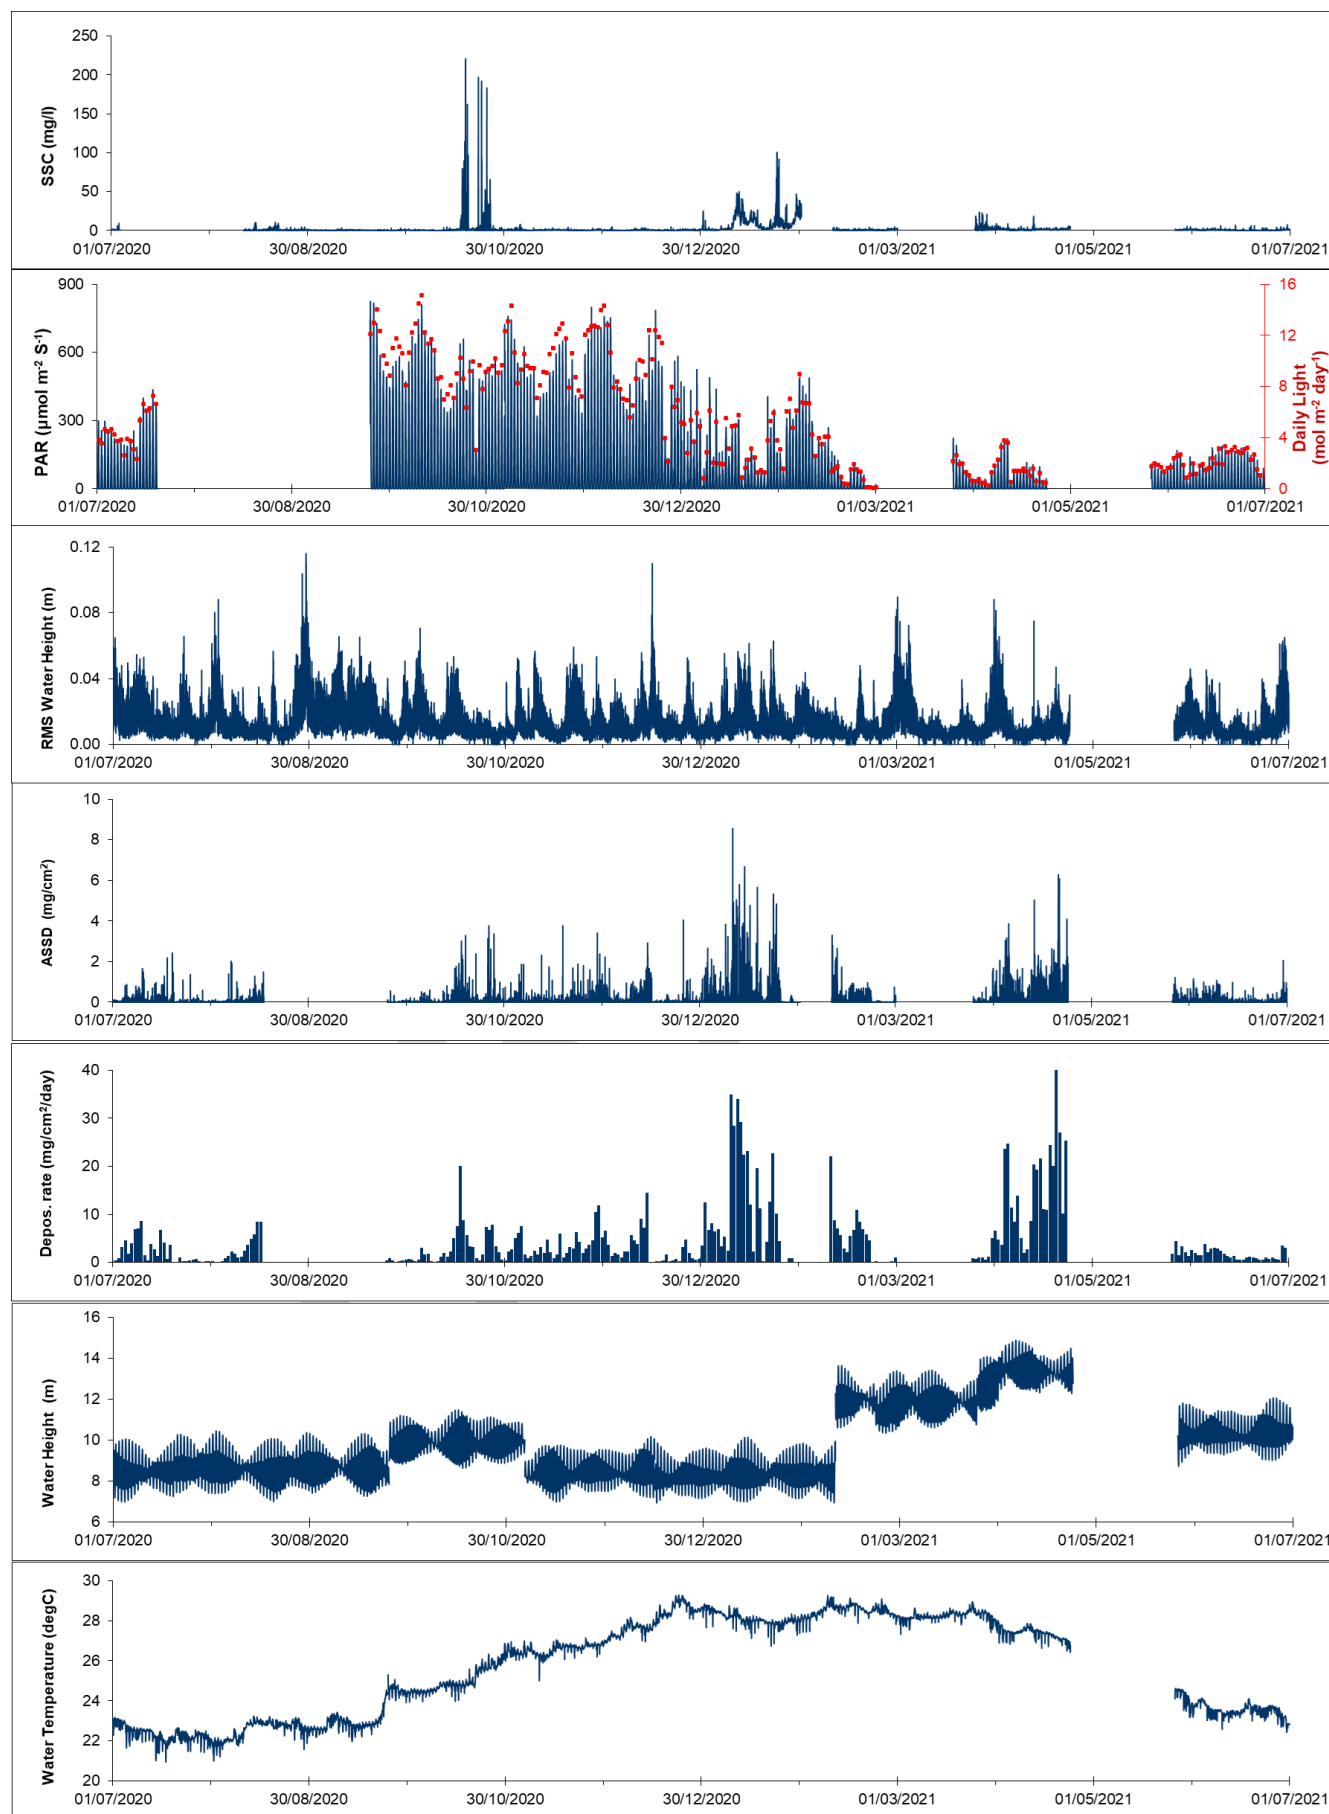 SSC (mg/l)
250
200
150
100
50
0
01/07/2020 30/08/2020 30/10/2020 30/12/2020 01/03/2021 01/05/2021 01/07/2021
PAR (µmol m-2 S-1)
900
600
300
0
16
12
8
4
0
Daily Light
(mol m-2 day-1)
01/07/2020 30/08/2020 30/10/2020 30/12/2020 01/03/2021 01/05/2021 01/07/2021
RMS Water Height (m)
0.12
0.08
0.04
0.00
01/07/2020 30/08/2020 30/10/2020 30/12/2020 01/03/2021 01/05/2021 01/07/2021
ASSD (mg/cm2)
10
8
6
4
2
0
01/07/2020 30/08/2020 30/10/2020 30/12/2020 01/03/2021 01/05/2021 01/07/2021
Depos. rate (mg/cm2/day)
40
30
20
10
0
01/07/2020 30/08/2020 30/10/2020 30/12/2020 01/03/2021 01/05/2021 01/07/2021
Water Height (m)
16
14
12
10
8
6
01/07/2020 30/08/2020 30/10/2020 30/12/2020 01/03/2021 01/05/2021 01/07/2021
Water Temperature (degC)
30
28
26
24
22
20
01/07/2020 30/08/2020 30/10/2020 30/12/2020 01/03/2021 01/05/2021 01/07/2021